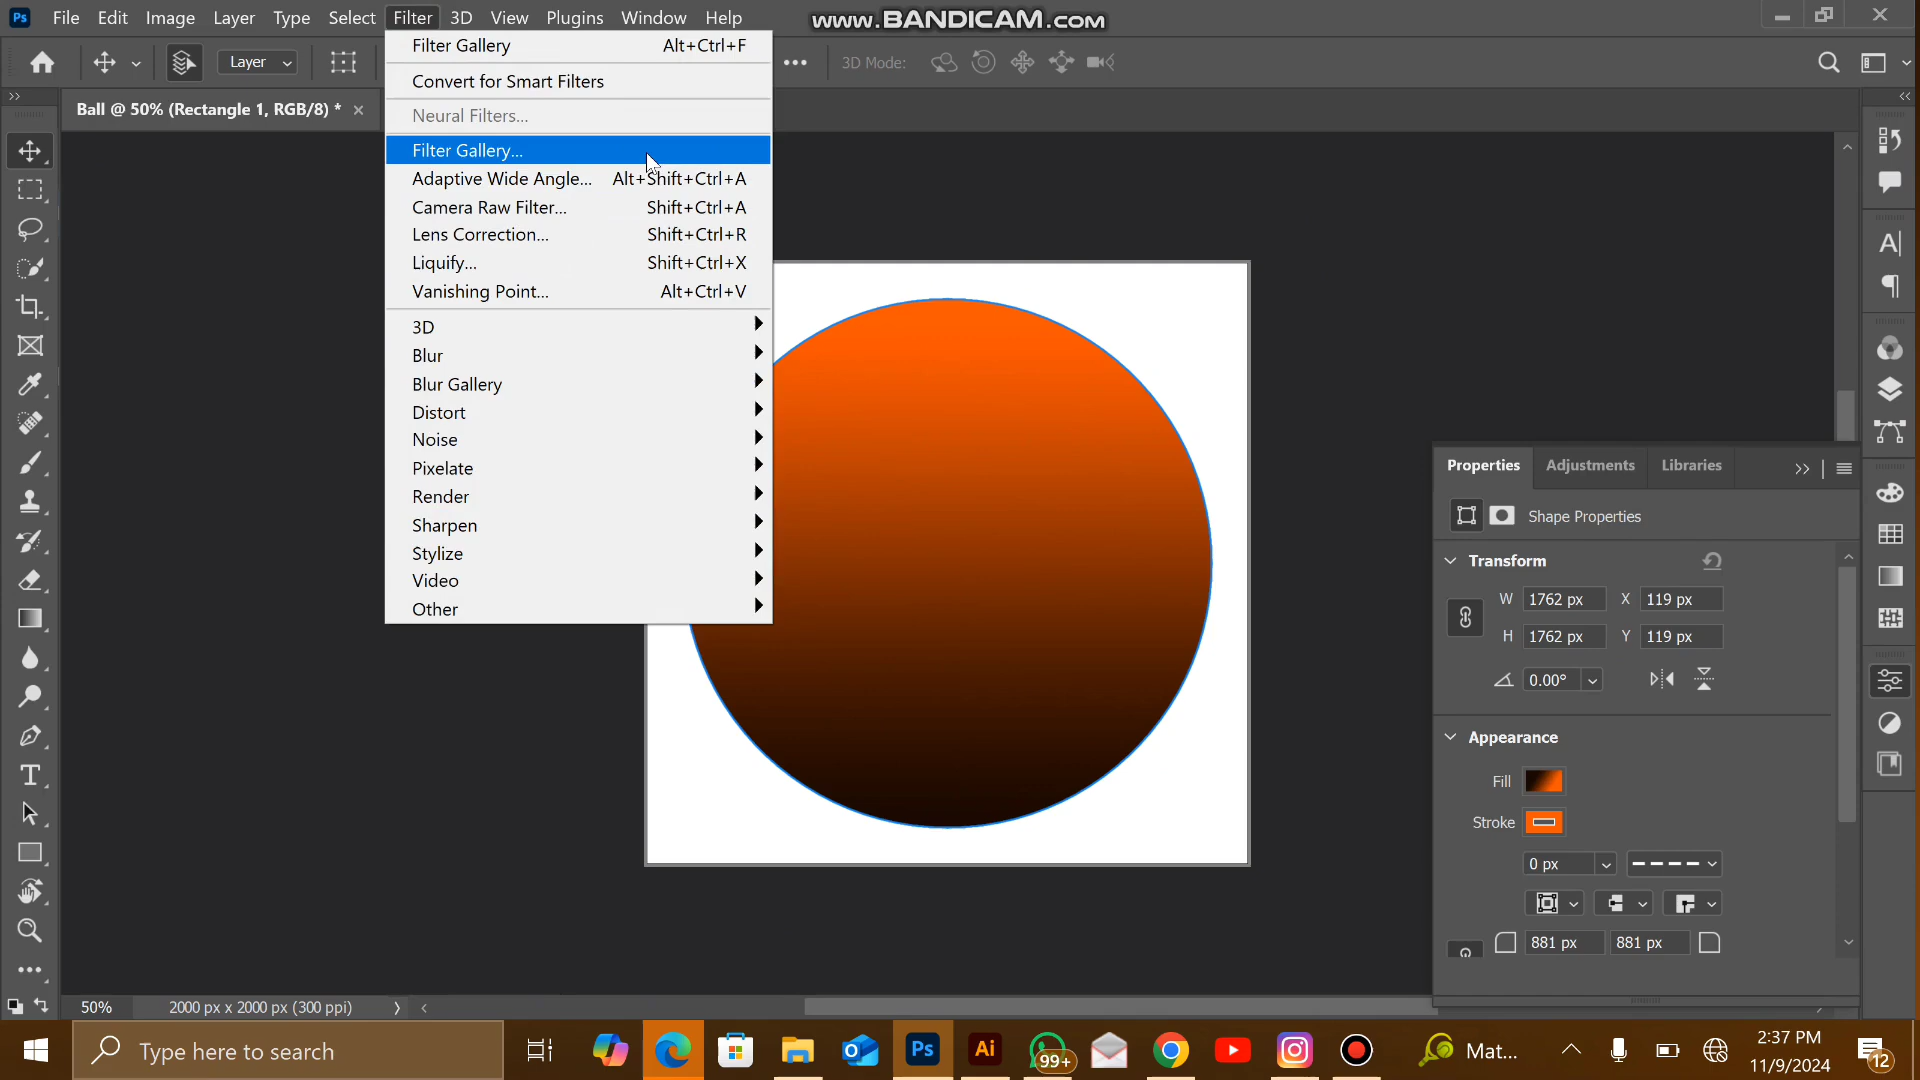 Ps File Edit Image Layer Type Select Filter 3D View Plugins Window Help www.BANDICAM.com
Layer 3D Mode:
Ball @ 50% (Rectangle 1, RGB/8) *
Filter Gallery Alt+Ctrl+F
Convert for Smart Filters
Neural Filters...
Filter Gallery...
Adaptive Wide Angle... Alt+Shift+Ctrl+A
Camera Raw Filter... Shift+Ctrl+A
Lens Correction... Shift+Ctrl+R
Liquify... Shift+Ctrl+X
Vanishing Point... Alt+Ctrl+V
3D
Blur
Blur Gallery
Distort
Noise
Pixelate
Render
Sharpen
Stylize
Video
Other
Properties Adjustments Libraries
Shape Properties
Transform
W 1762 px X 119 px
H 1762 px Y 119 px
0.00°
Appearance
Fill
Stroke
0 px
881 px 881 px
50% 2000 px x 2000 px (300 ppi)
Type here to search
Ps Ai 99+ Mat...
2:37 PM
11/9/2024
12